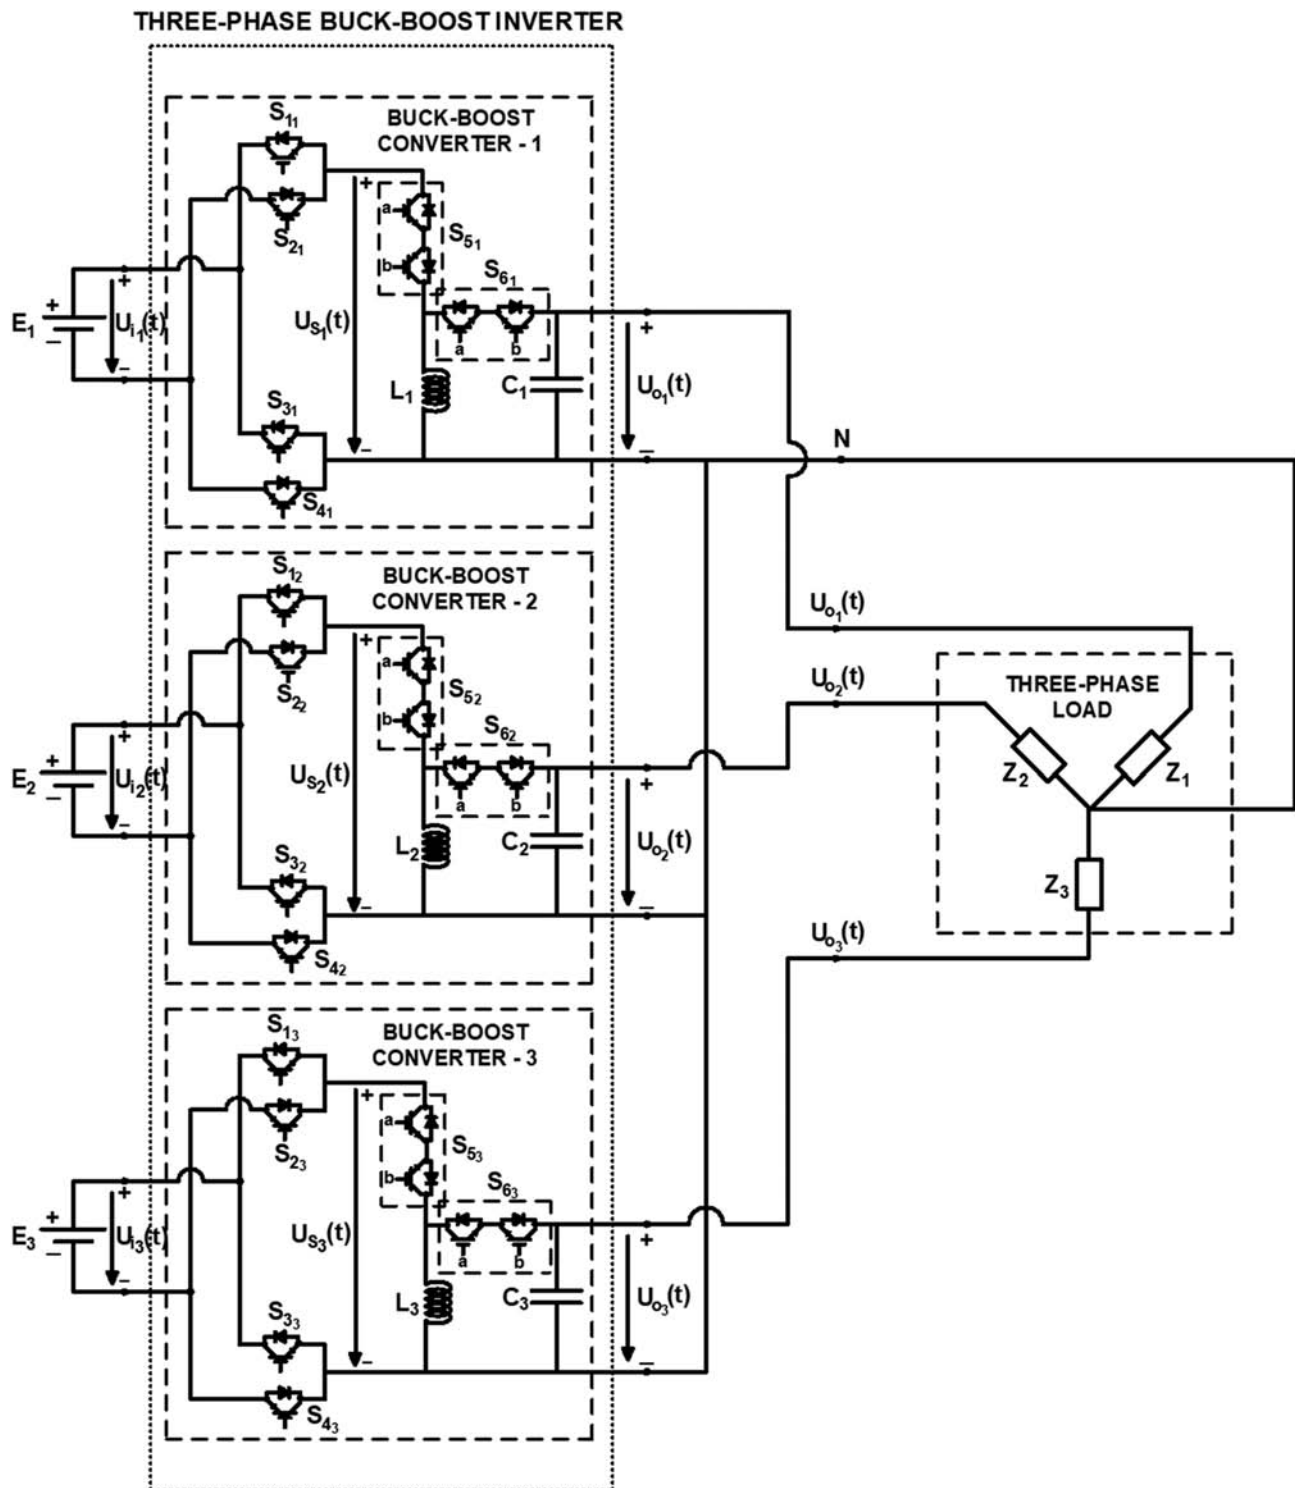 THREE-PHASE BUCK-BOOST INVERTER
BUCK-BOOST
CONVERTER - 1
S11
S21
a
b
S51
S61
a
b
E1
+
−
+
Ui1(t)
−
+
US1(t)
−
L1
C1
+
Uo1(t)
−
S31
S41
N
BUCK-BOOST
CONVERTER - 2
S12
S22
a
b
S52
S62
a
b
E2
+
−
+
Ui2(t)
−
+
US2(t)
−
L2
C2
+
Uo2(t)
−
S32
S42
Uo1(t)
Uo2(t)
THREE-PHASE
LOAD
Z2
Z1
Z3
Uo3(t)
BUCK-BOOST
CONVERTER - 3
S13
S23
a
b
S53
S63
a
b
E3
+
−
+
Ui3(t)
−
+
US3(t)
−
L3
C3
+
Uo3(t)
−
S33
S43